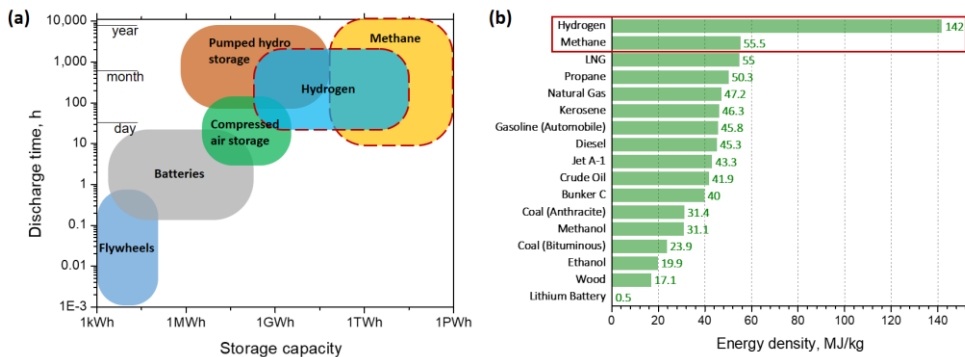 (a)
Discharge time, h
10,000
1,000
100
10
1
0.1
0.01
1E-3
year
month
day
Pumped hydro
storage
Methane
Hydrogen
Compressed
air storage
Batteries
Flywheels
1kWh
1MWh
1GWh
1TWh
1PWh
Storage capacity
(b)
Hydrogen 142
Methane 55.5
LNG 55
Propane 50.3
Natural Gas 47.2
Kerosene 46.3
Gasoline (Automobile) 45.8
Diesel 45.3
Jet A-1 43.3
Crude Oil 41.9
Bunker C 40
Coal (Anthracite) 31.4
Methanol 31.1
Coal (Bituminous) 23.9
Ethanol 19.9
Wood 17.1
Lithium Battery 0.5
0 20 40 60 80 100 120 140
Energy density, MJ/kg